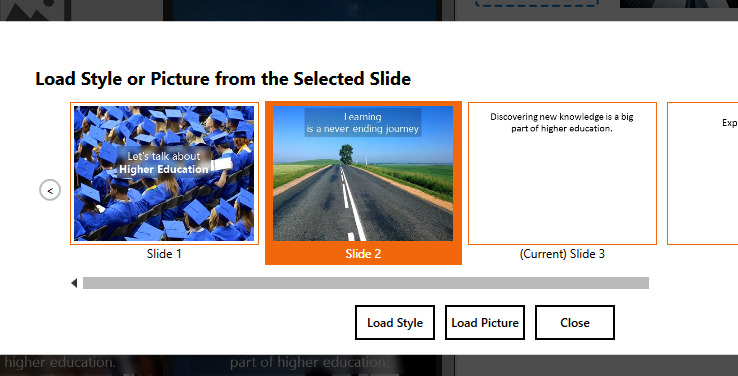 Load Style or Picture from the Selected Slide
Let's talk about
Higher Education
Learning
is a never ending journey
Discovering new knowledge is a big
part of higher education.
Exp
<
Slide 1
Slide 2
(Current) Slide 3
Load Style
Load Picture
Close
higher education.
part of higher education.